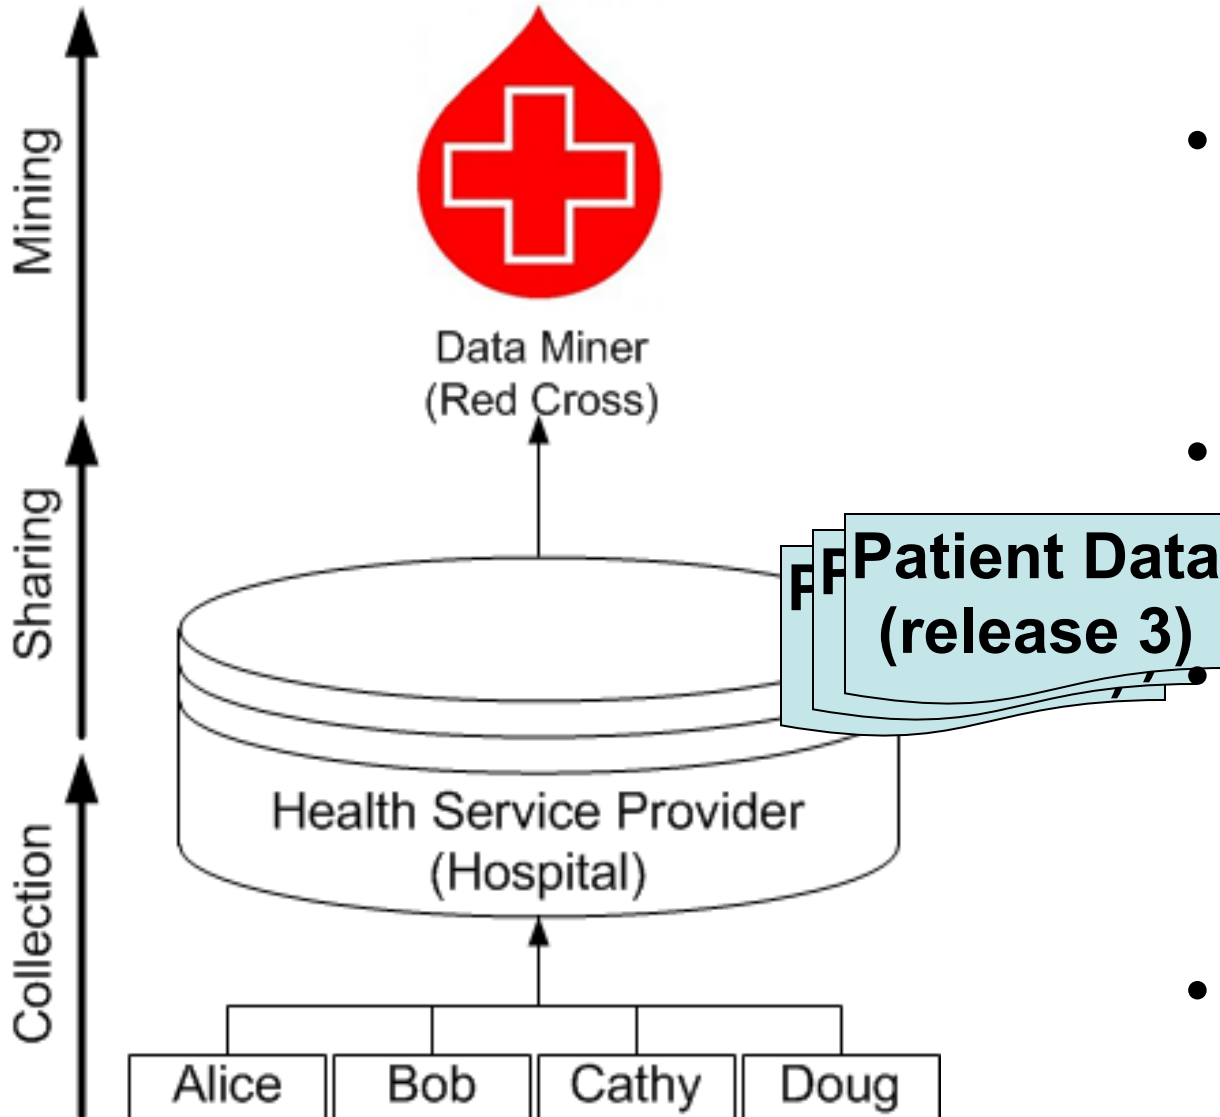 Mining
Data Miner
(Red Cross)
Sharing
Patient Data
(release 3)
Health Service Provider
(Hospital)
Collection
Alice
Bob
Cathy
Doug